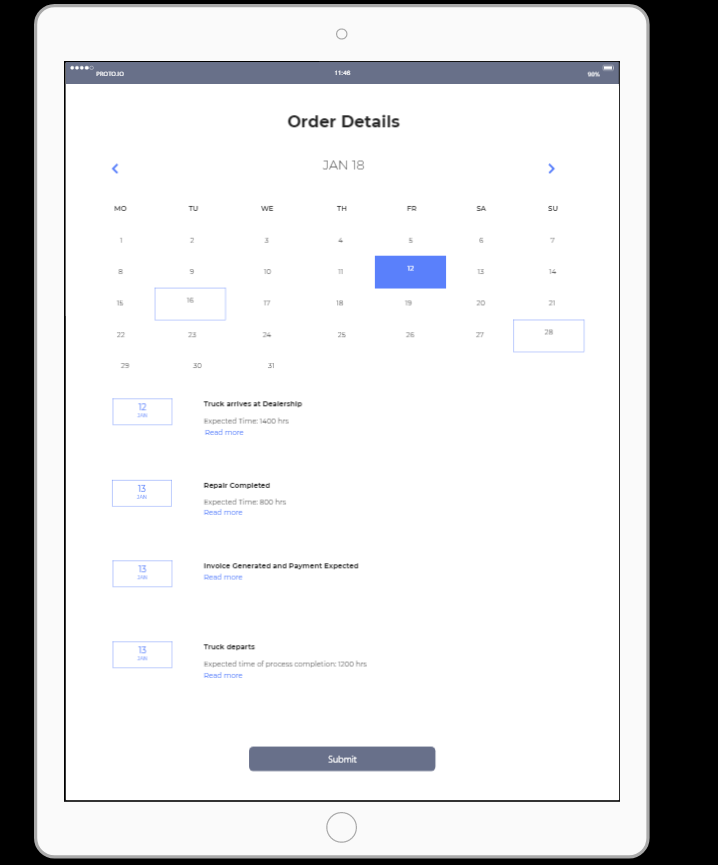 PROTO.IO 11:46 90%
Order Details
JAN 18
MO TU WE TH FR SA SU
1 2 3 4 5 6 7
8 9 10 11 12 13 14
15 16 17 18 19 20 21
22 23 24 25 26 27 28
29 30 31
12
JAN
Truck arrives at Dealership
Expected Time: 1400 hrs
Read more
13
JAN
Repair Completed
Expected Time: 800 hrs
Read more
13
JAN
Invoice Generated and Payment Expected
Read more
13
JAN
Truck departs
Expected time of process completion: 1200 hrs
Read more
Submit